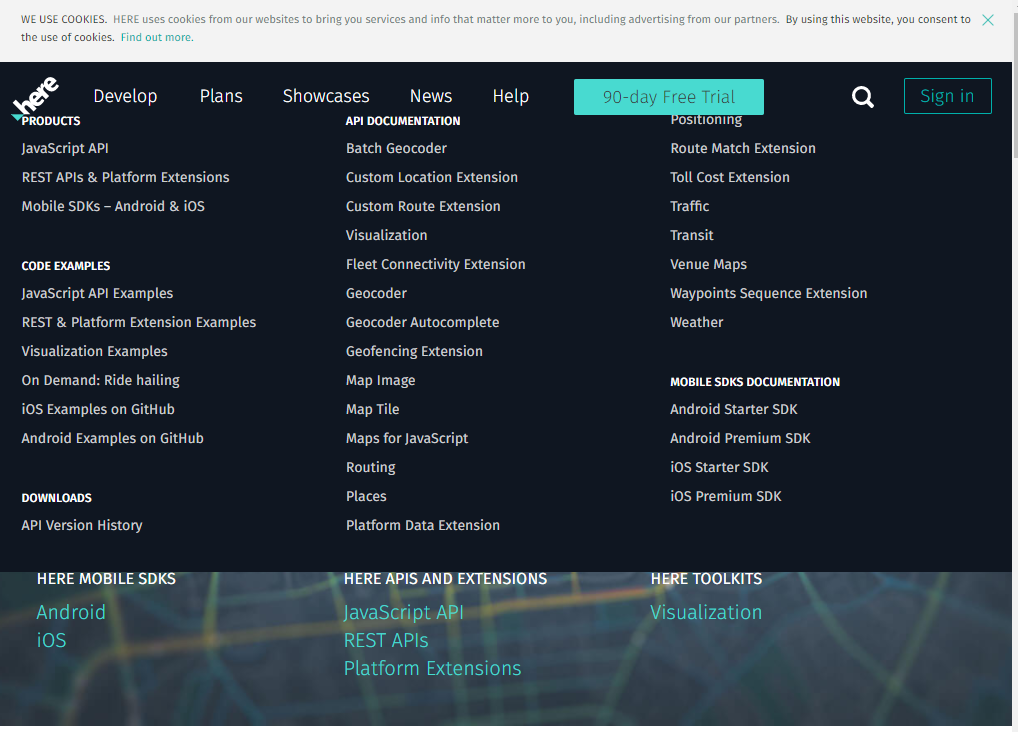 WE USE COOKIES. HERE uses cookies from our websites to bring you services and info that matter more to you, including advertising from our partners. By using this website, you consent to
the use of cookies. Find out more.
here
Develop Plans Showcases News Help 90-day Free Trial Sign in
PRODUCTS
JavaScript API
REST APIs & Platform Extensions
Mobile SDKs – Android & iOS
CODE EXAMPLES
JavaScript API Examples
REST & Platform Extension Examples
Visualization Examples
On Demand: Ride hailing
iOS Examples on GitHub
Android Examples on GitHub
DOWNLOADS
API Version History
API DOCUMENTATION
Batch Geocoder
Custom Location Extension
Custom Route Extension
Visualization
Fleet Connectivity Extension
Geocoder
Geocoder Autocomplete
Geofencing Extension
Map Image
Map Tile
Maps for JavaScript
Routing
Places
Platform Data Extension
Positioning
Route Match Extension
Toll Cost Extension
Traffic
Transit
Venue Maps
Waypoints Sequence Extension
Weather
MOBILE SDKS DOCUMENTATION
Android Starter SDK
Android Premium SDK
iOS Starter SDK
iOS Premium SDK
HERE MOBILE SDKS
Android
iOS
HERE APIS AND EXTENSIONS
JavaScript API
REST APIs
Platform Extensions
HERE TOOLKITS
Visualization